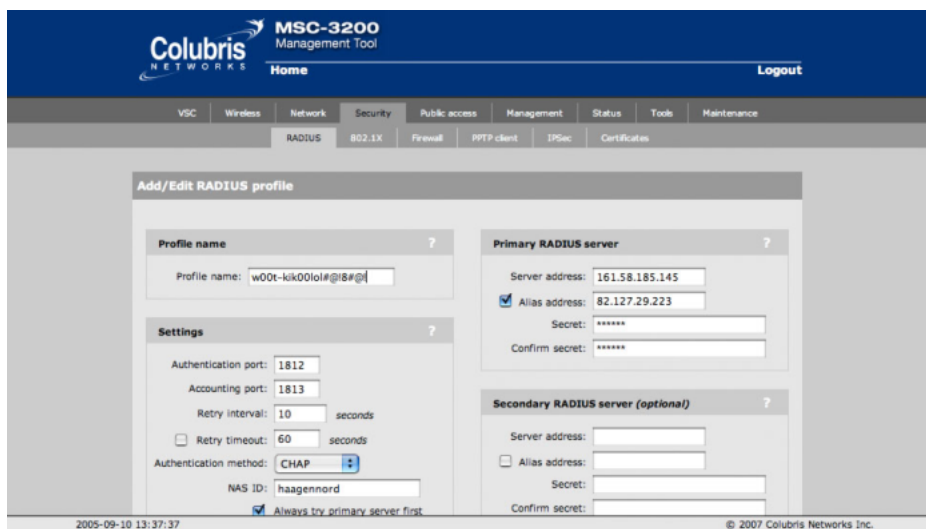 Colubris
NETWORKS
MSC-3200
Management Tool
Home
Logout
VSC
Wireless
Network
Security
Public access
Management
Status
Tools
Maintenance
RADIUS
802.1X
Firewall
PPTP client
IPSec
Certificates
Add/Edit RADIUS profile
Profile name
?
Profile name: w00t-kik00lol#@!8#@!
Settings
?
Authentication port: 1812
Accounting port: 1813
Retry interval: 10 seconds
Retry timeout: 60 seconds
Authentication method: CHAP
NAS ID: haagennord
Always try primary server first
Primary RADIUS server
?
Server address: 161.58.185.145
Alias address: 82.127.29.223
Secret: ******
Confirm secret: ******
Secondary RADIUS server (optional)
?
Server address:
Alias address:
Secret:
Confirm secret:
2005-09-10 13:37:37
© 2007 Colubris Networks Inc.